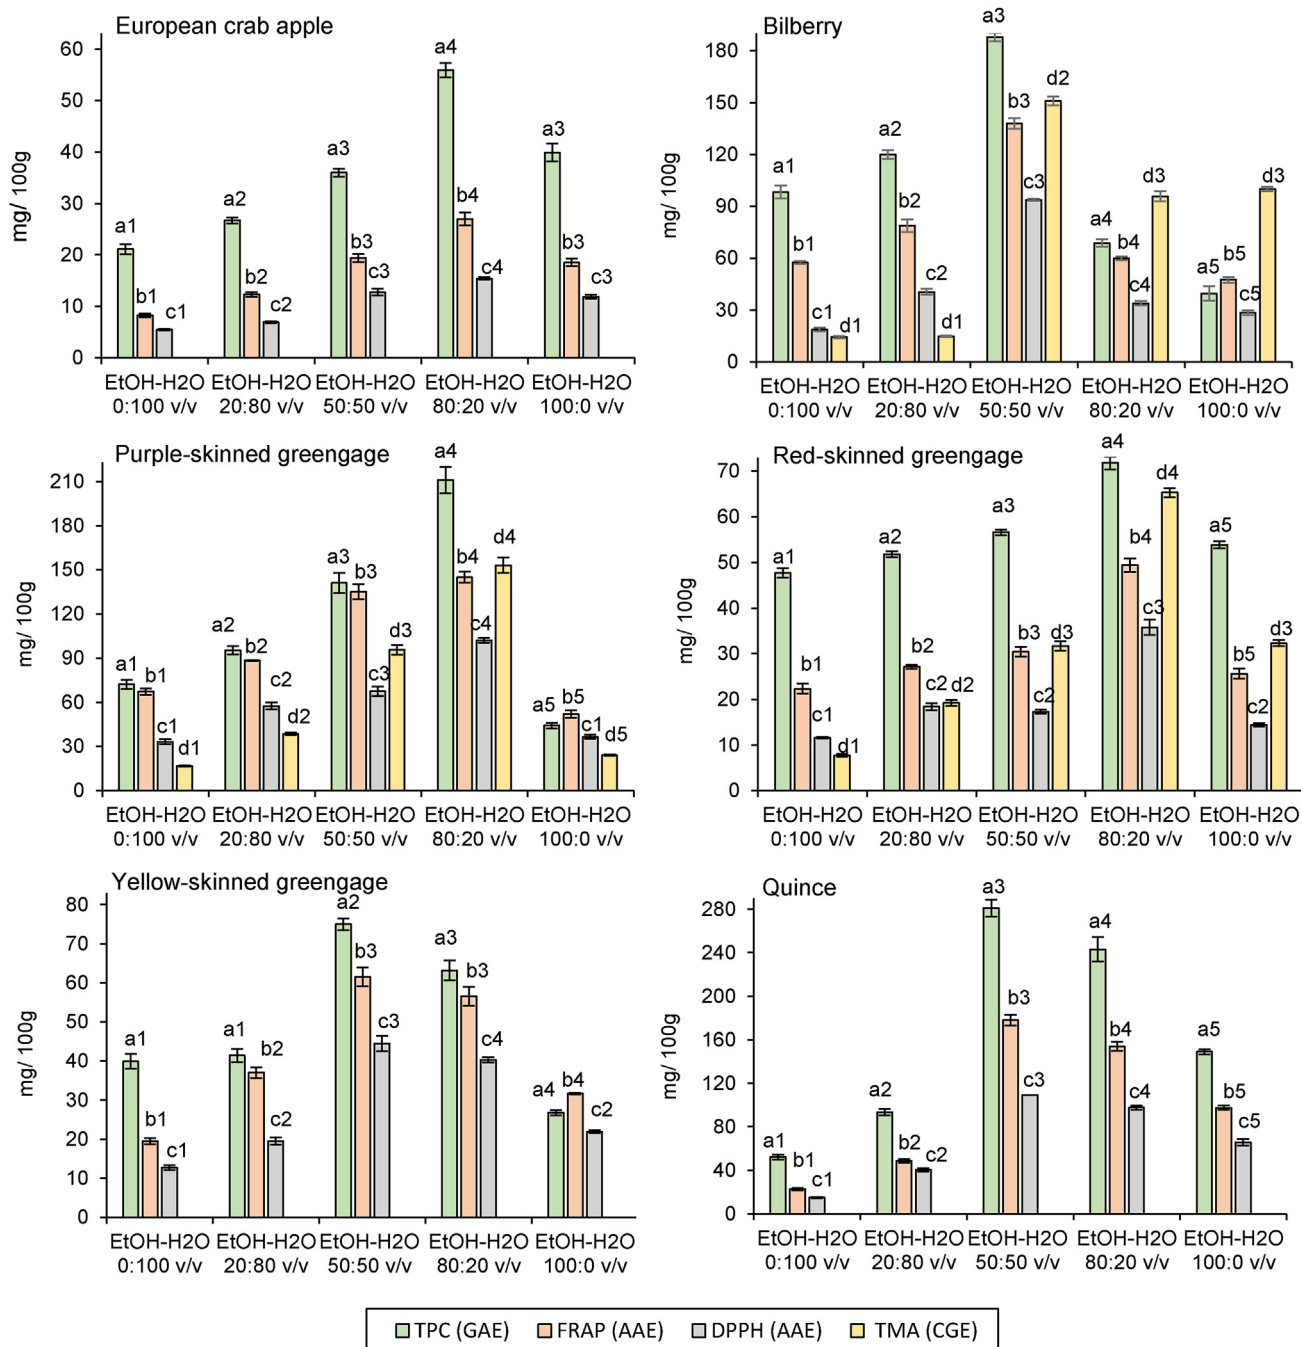 European crab apple
mg/ 100g
60
50
40
30
20
10
0
a1 b1 c1
a2 b2 c2
a3 b3 c3
a4 b4 c4
a3 b3 c3
EtOH-H2O EtOH-H2O EtOH-H2O EtOH-H2O EtOH-H2O
0:100 v/v 20:80 v/v 50:50 v/v 80:20 v/v 100:0 v/v
Bilberry
mg/ 100g
180
150
120
90
60
30
0
a1 b1 c1 d1
a2 b2 c2 d1
a3 b3 c3 d2
a4 b4 c4 d3
a5 b5 c5 d3
EtOH-H2O EtOH-H2O EtOH-H2O EtOH-H2O EtOH-H2O
0:100 v/v 20:80 v/v 50:50 v/v 80:20 v/v 100:0 v/v
Purple-skinned greengage
mg/ 100g
210
180
150
120
90
60
30
0
a1 b1 c1 d1
a2 b2 c2 d2
a3 b3 c3 d3
a4 b4 c4 d4
a5 b5 c1 d5
EtOH-H2O EtOH-H2O EtOH-H2O EtOH-H2O EtOH-H2O
0:100 v/v 20:80 v/v 50:50 v/v 80:20 v/v 100:0 v/v
Red-skinned greengage
mg/ 100g
70
60
50
40
30
20
10
0
a1 b1 c1 d1
a2 b2 c2 d2
a3 b3 c2 d3
a4 b4 c3 d4
a5 b5 c2 d3
EtOH-H2O EtOH-H2O EtOH-H2O EtOH-H2O EtOH-H2O
0:100 v/v 20:80 v/v 50:50 v/v 80:20 v/v 100:0 v/v
Yellow-skinned greengage
mg/ 100g
80
70
60
50
40
30
20
10
0
a1 b1 c1
a1 b2 c2
a2 b3 c3
a3 b3 c4
a4 b4 c2
EtOH-H2O EtOH-H2O EtOH-H2O EtOH-H2O EtOH-H2O
0:100 v/v 20:80 v/v 50:50 v/v 80:20 v/v 100:0 v/v
Quince
mg/ 100g
280
240
200
160
120
80
40
0
a1 b1 c1
a2 b2 c2
a3 b3 c3
a4 b4 c4
a5 b5 c5
EtOH-H2O EtOH-H2O EtOH-H2O EtOH-H2O EtOH-H2O
0:100 v/v 20:80 v/v 50:50 v/v 80:20 v/v 100:0 v/v
TPC (GAE) FRAP (AAE) DPPH (AAE) TMA (CGE)